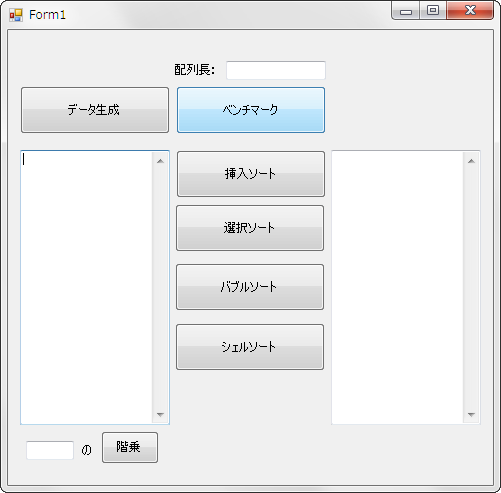 Form1
配列長:
データ生成
ベンチマーク
挿入ソート
選択ソート
バブルソート
シェルソート
の 階乗